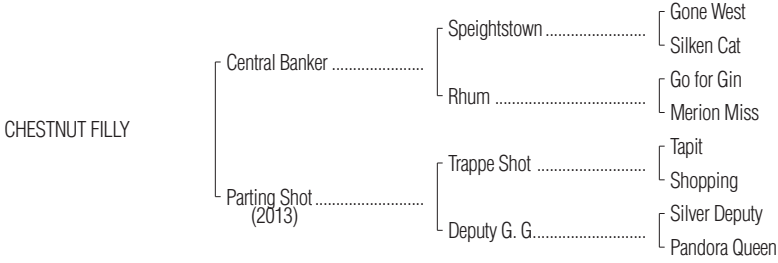 Gone West
Speightstown ........................
Silken Cat
Central Banker ......................
Go for Gin
Rhum ....................................
Merion Miss
CHESTNUT FILLY
Tapit
Trappe Shot ..........................
Shopping
Parting Shot ..........................
(2013)
Silver Deputy
Deputy G. G...........................
Pandora Queen